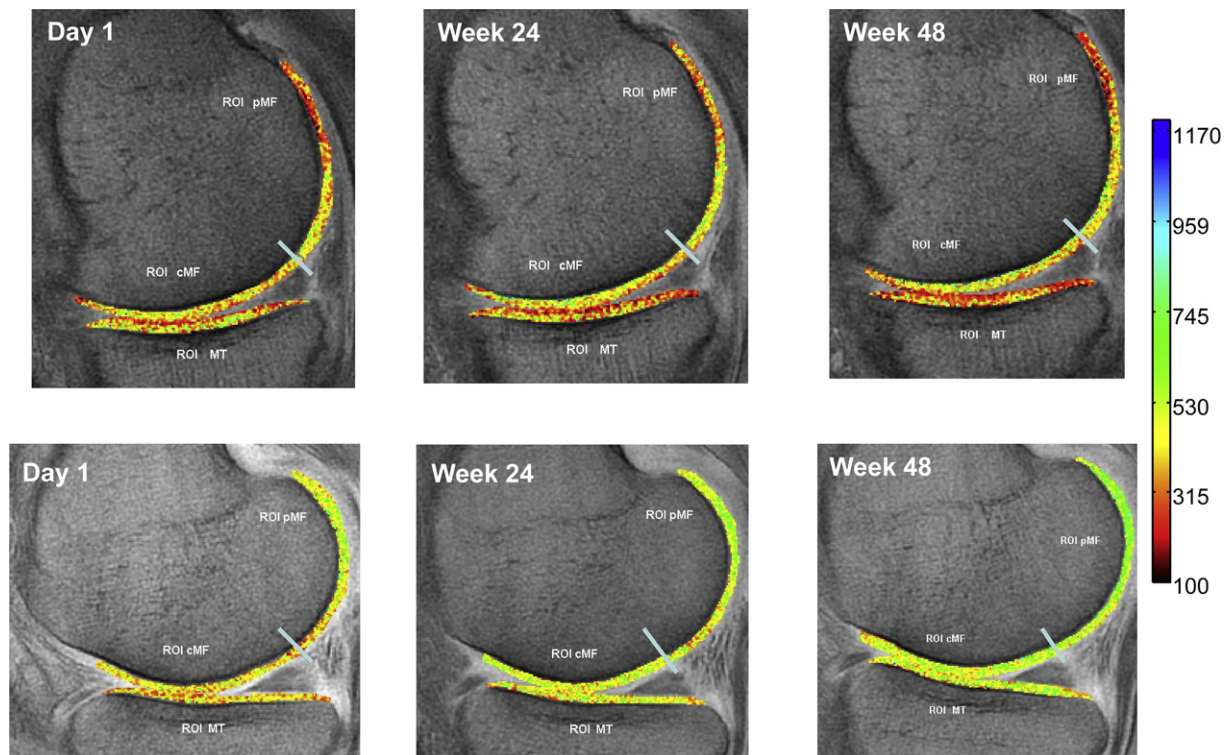 Day 1
ROI pMF
ROI cMF
ROI MT
Week 24
ROI pMF
ROI cMF
ROI MT
Week 48
ROI pMF
ROI cMF
ROI MT
1170
959
745
530
315
100
Day 1
ROI pMF
ROI cMF
ROI MT
Week 24
ROI pMF
ROI cMF
ROI MT
Week 48
ROI pMF
ROI cMF
ROI MT